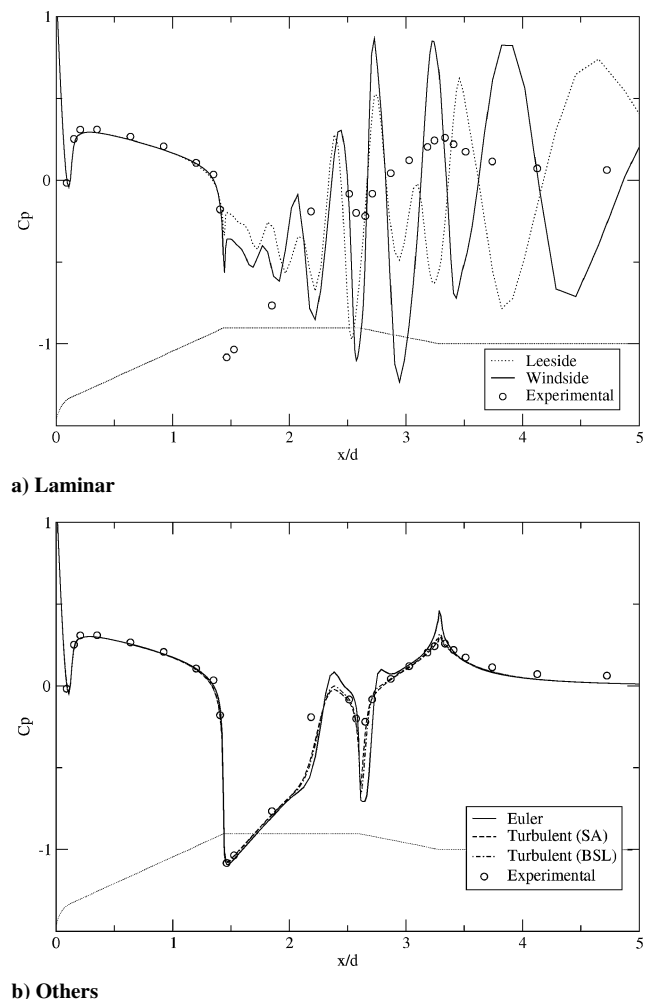 1
0
-1
Cp
0
1
2
3
4
5
x/d
Leeside
Windside
Experimental
a) Laminar
1
0
-1
Cp
0
1
2
3
4
5
x/d
Euler
Turbulent (SA)
Turbulent (BSL)
Experimental
b) Others